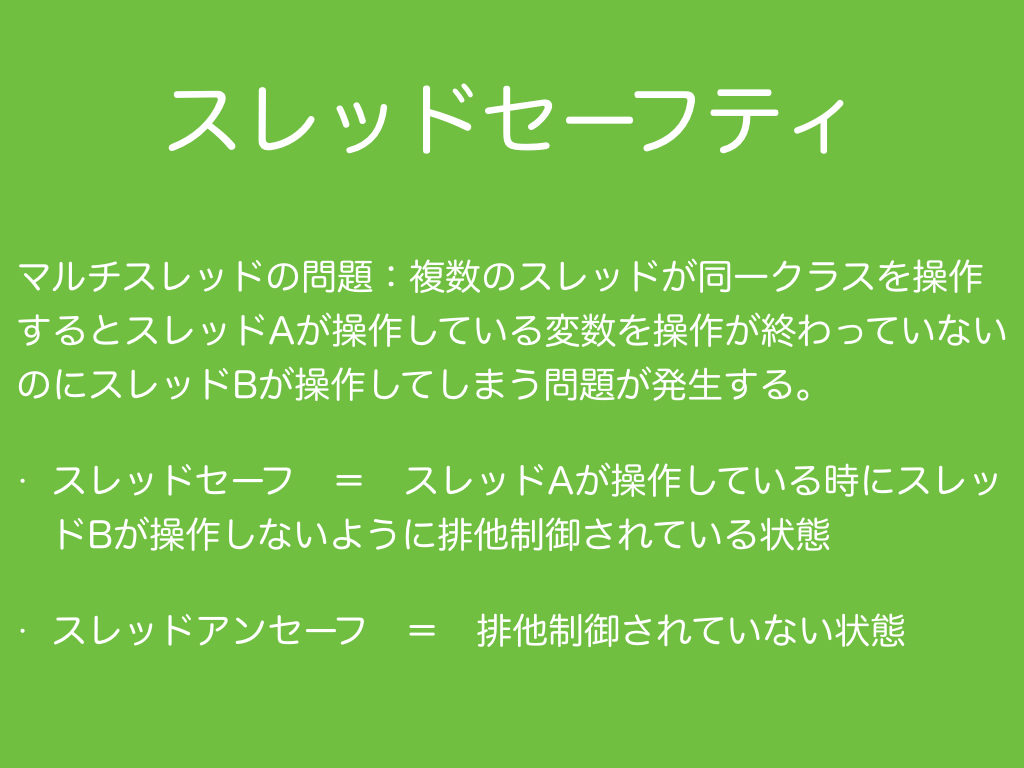 スレッドセーフティ
マルチスレッドの問題：複数のスレッドが同一クラスを操作
するとスレッドAが操作している変数を操作が終わっていない
のにスレッドBが操作してしまう問題が発生する。
・スレッドセーフ　＝　スレッドAが操作している時にスレッ
ドBが操作しないように排他制御されている状態
・スレッドアンセーフ　＝　排他制御されていない状態